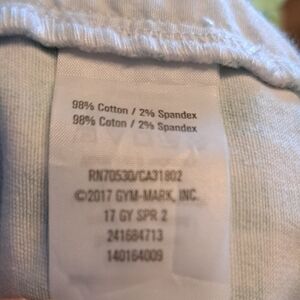 98% Cotton / 2% Spandex
98% Coton / 2% Spandex
RN70530/CA31802
©2017 GYM-MARK, INC.
17 GY SPR 2
241684713
140164009